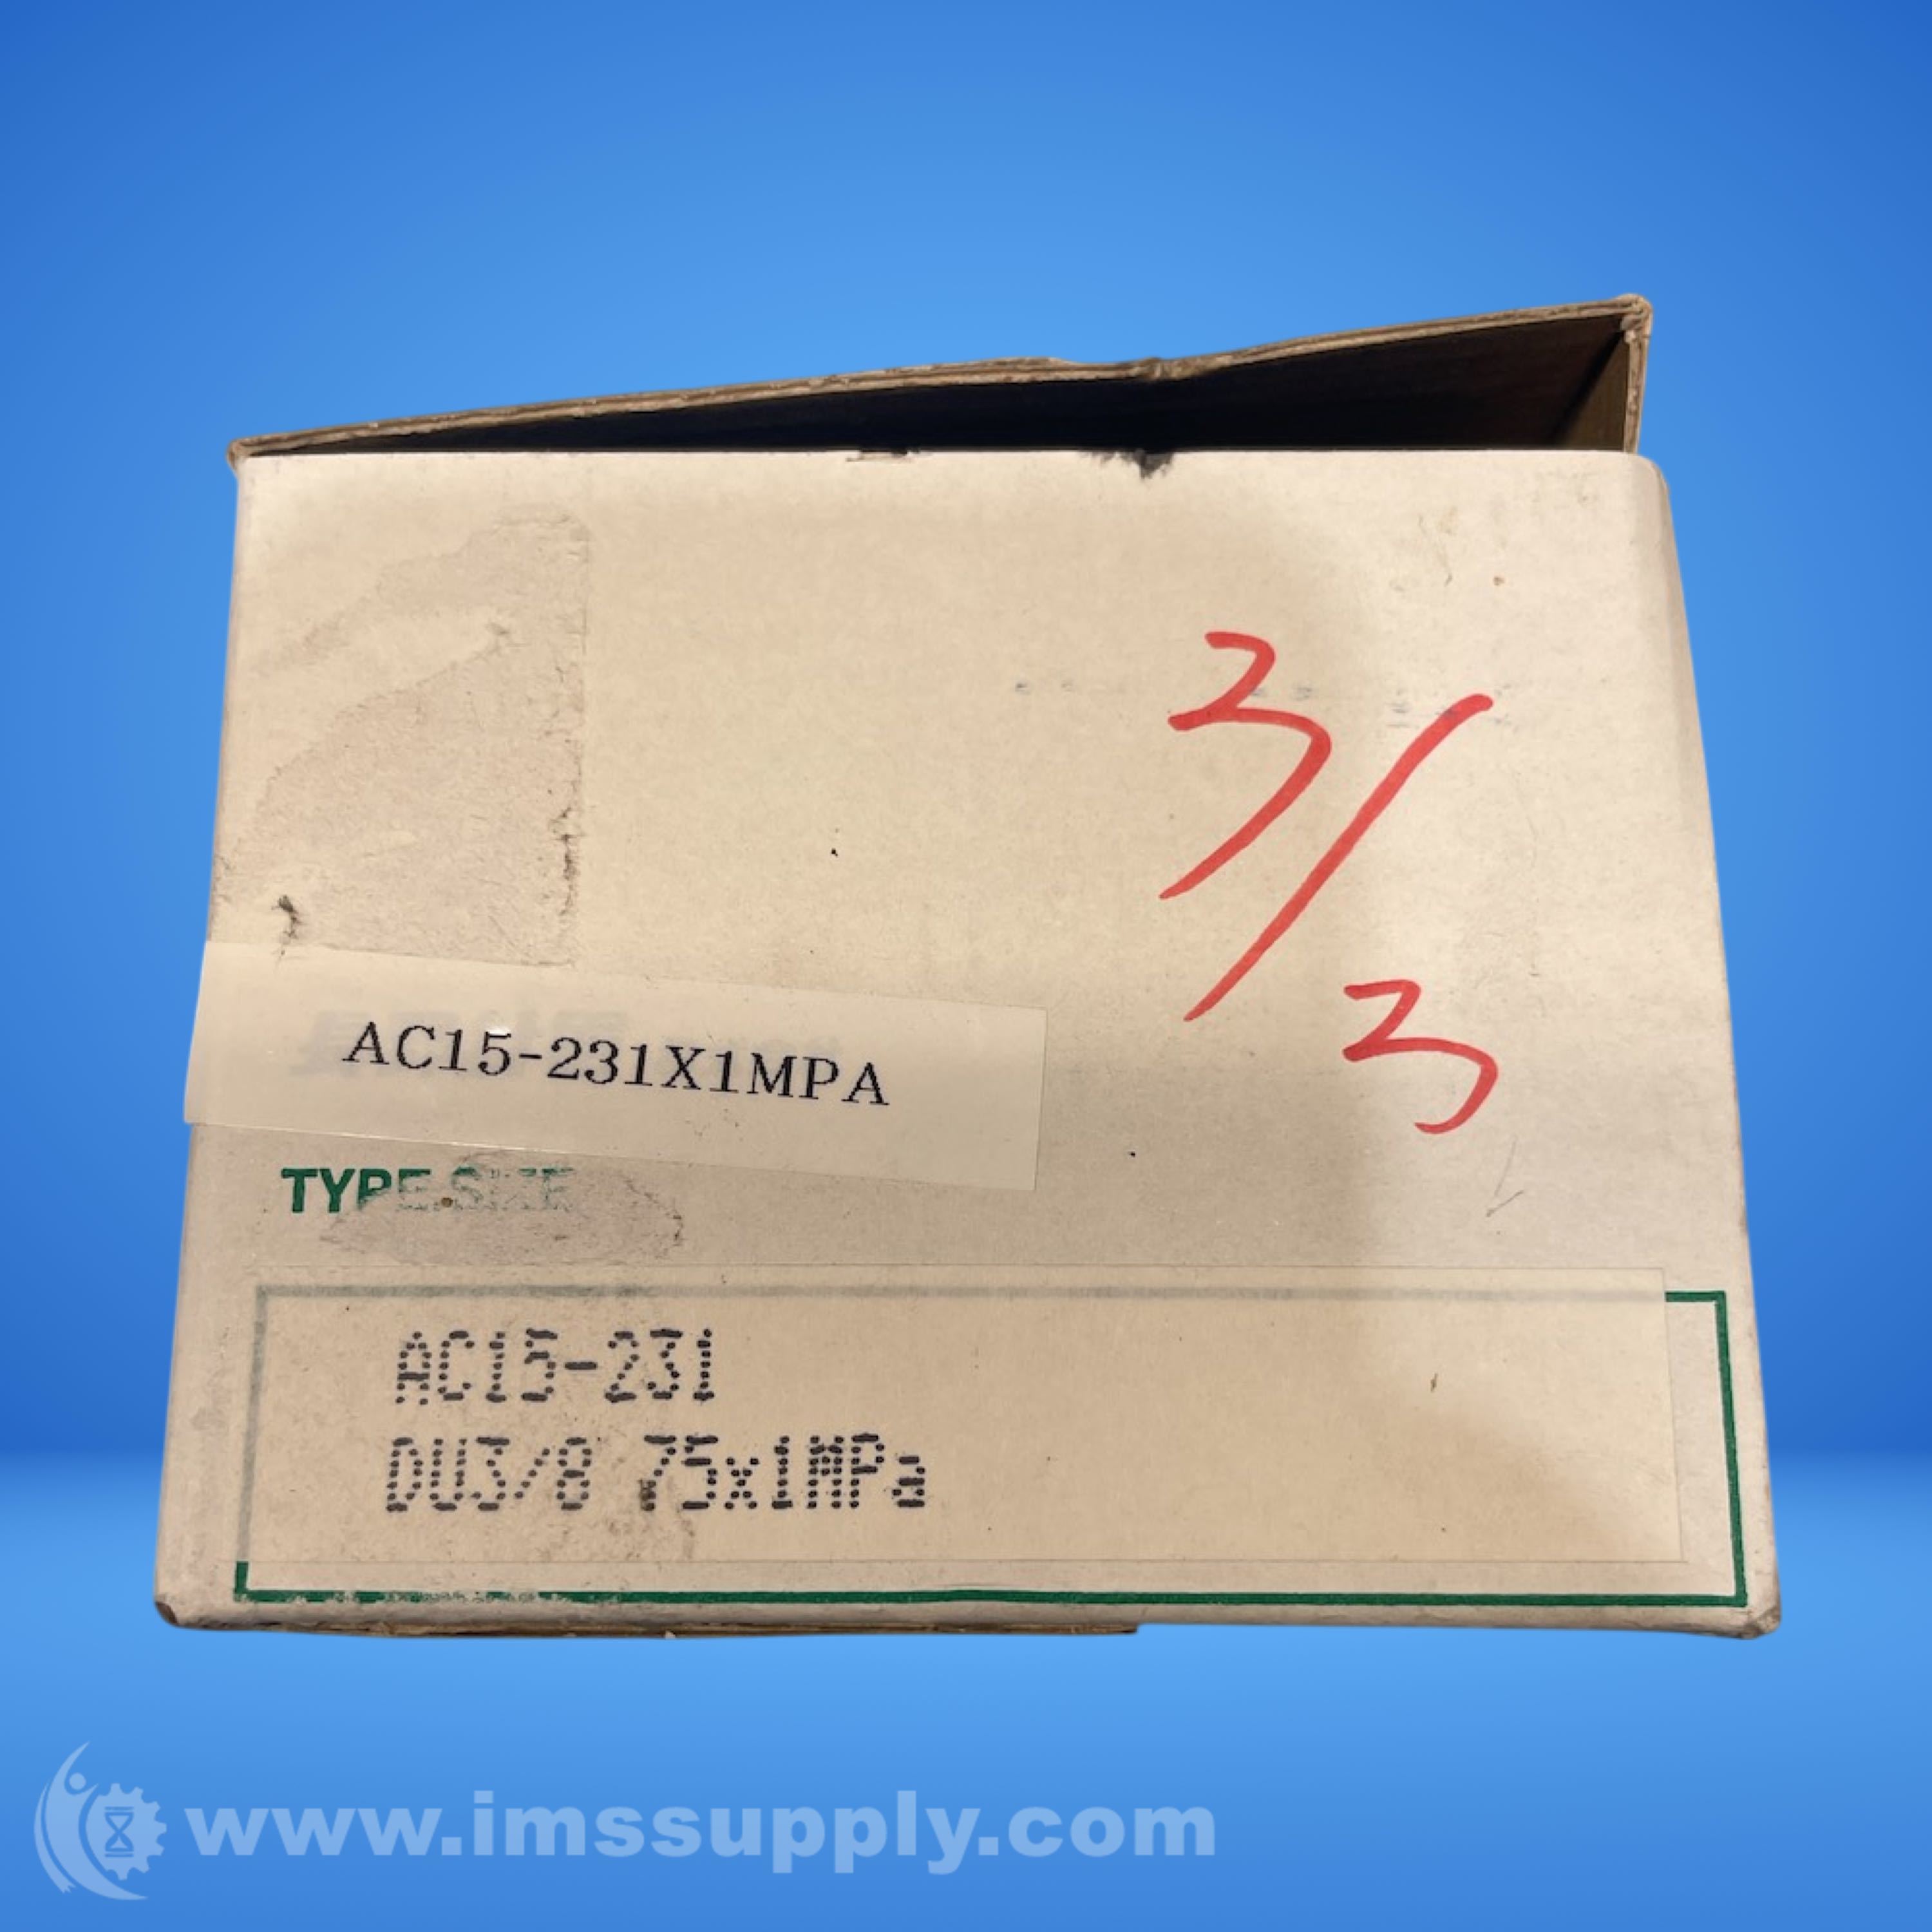 3/3
AC15-231X1MPA
TYPE.SIZE
AC15-231
DU3/8 75x1MPa
www.imssupply.com